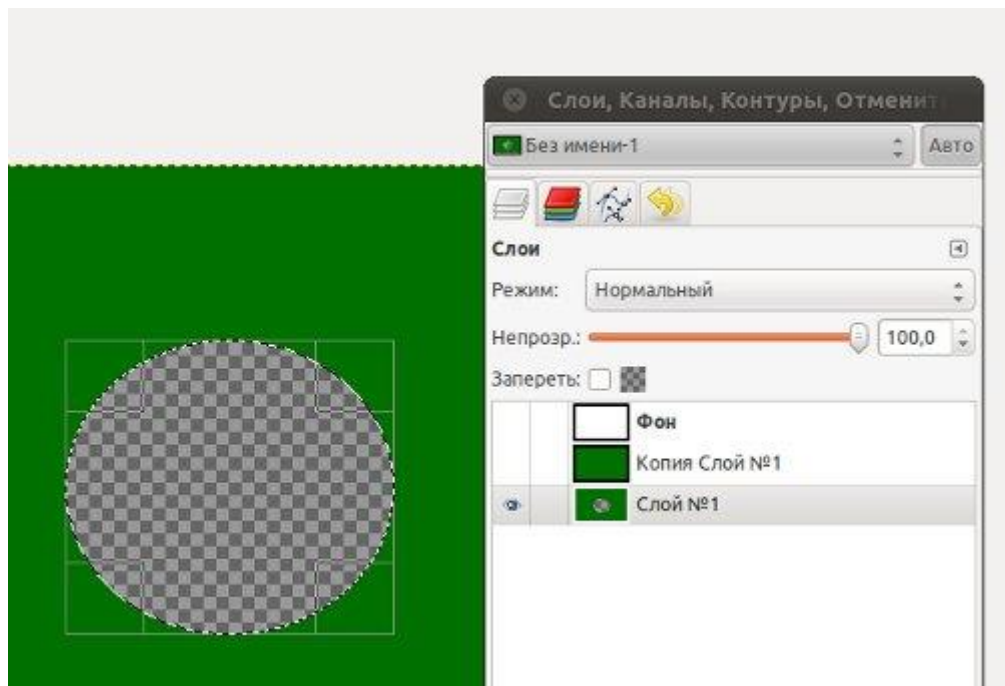 Слои, Каналы, Контуры, Отменит
Без имени-1
Авто
Слои
Режим: Нормальный
Непрозр.: 100,0
Запереть:
Фон
Копия Слой №1
Слой №1